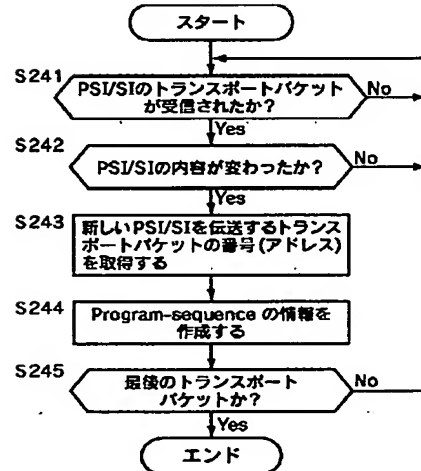 スタート
S241
PSI/SIのトランスポートパケット
が受信されたか?
No
Yes
S242
PSI/SIの内容が変わったか?
No
Yes
S243
新しいPSI/SIを伝送するトランス
ポートパケットの番号(アドレス)
を取得する
S244
Program-sequence の情報を
作成する
S245
最後のトランスポート
パケットか?
No
Yes
エンド